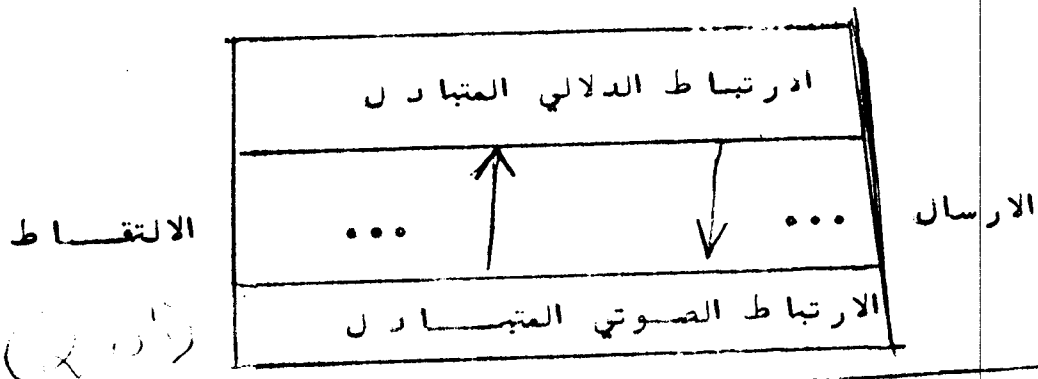 الارتباط الدلالي المتبادل
الارسال ... ... الالتقاط
الارتباط الصوتي المتبادل